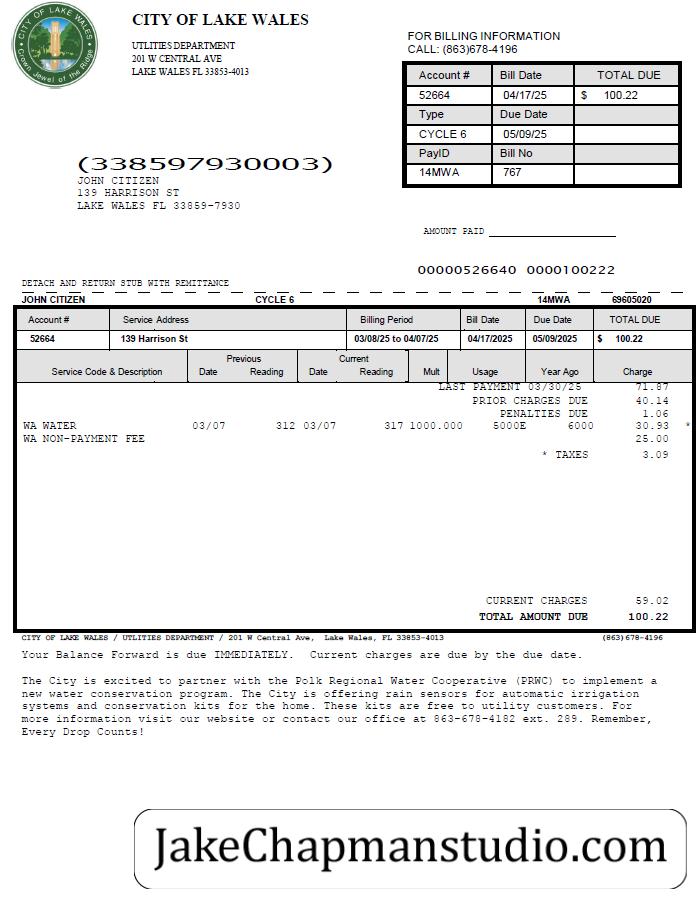 CITY OF LAKE WALES
Crown Jewel of the Ridge
CITY OF LAKE WALES
UTLITIES DEPARTMENT
201 W CENTRAL AVE
LAKE WALES FL 33853-4013
FOR BILLING INFORMATION
CALL: (863)678-4196
Account # Bill Date TOTAL DUE
52664 04/17/25 $ 100.22
Type Due Date
CYCLE 6 05/09/25
PayID Bill No
14MWA 767
(338597930003)
JOHN CITIZEN
139 HARRISON ST
LAKE WALES FL 33859-7930
AMOUNT PAID
00000526640 0000100222
DETACH AND RETURN STUB WITH REMITTANCE
JOHN CITIZEN CYCLE 6 14MWA 69605020
Account # Service Address Billing Period Bill Date Due Date TOTAL DUE
52664 139 Harrison St 03/08/25 to 04/07/25 04/17/2025 05/09/2025 $ 100.22
Previous Current
Service Code & Description Date Reading Date Reading Mult Usage Year Ago Charge
LAST PAYMENT 03/30/25 71.87
PRIOR CHARGES DUE 40.14
PENALTIES DUE 1.06
WA WATER 03/07 312 03/07 317 1000.000 5000E 6000 30.93 *
WA NON-PAYMENT FEE 25.00
* TAXES 3.09
CURRENT CHARGES 59.02
TOTAL AMOUNT DUE 100.22
CITY OF LAKE WALES / UTLITIES DEPARTMENT / 201 W Central Ave, Lake Wales, FL 33853-4013 (863)678-4196
Your Balance Forward is due IMMEDIATELY. Current charges are due by the due date.
The City is excited to partner with the Polk Regional Water Cooperative (PRWC) to implement a
new water conservation program. The City is offering rain sensors for automatic irrigation
systems and conservation kits for the home. These kits are free to utility customers. For
more information visit our website or contact our office at 863-678-4182 ext. 289. Remember,
Every Drop Counts!
JakeChapmanstudio.com